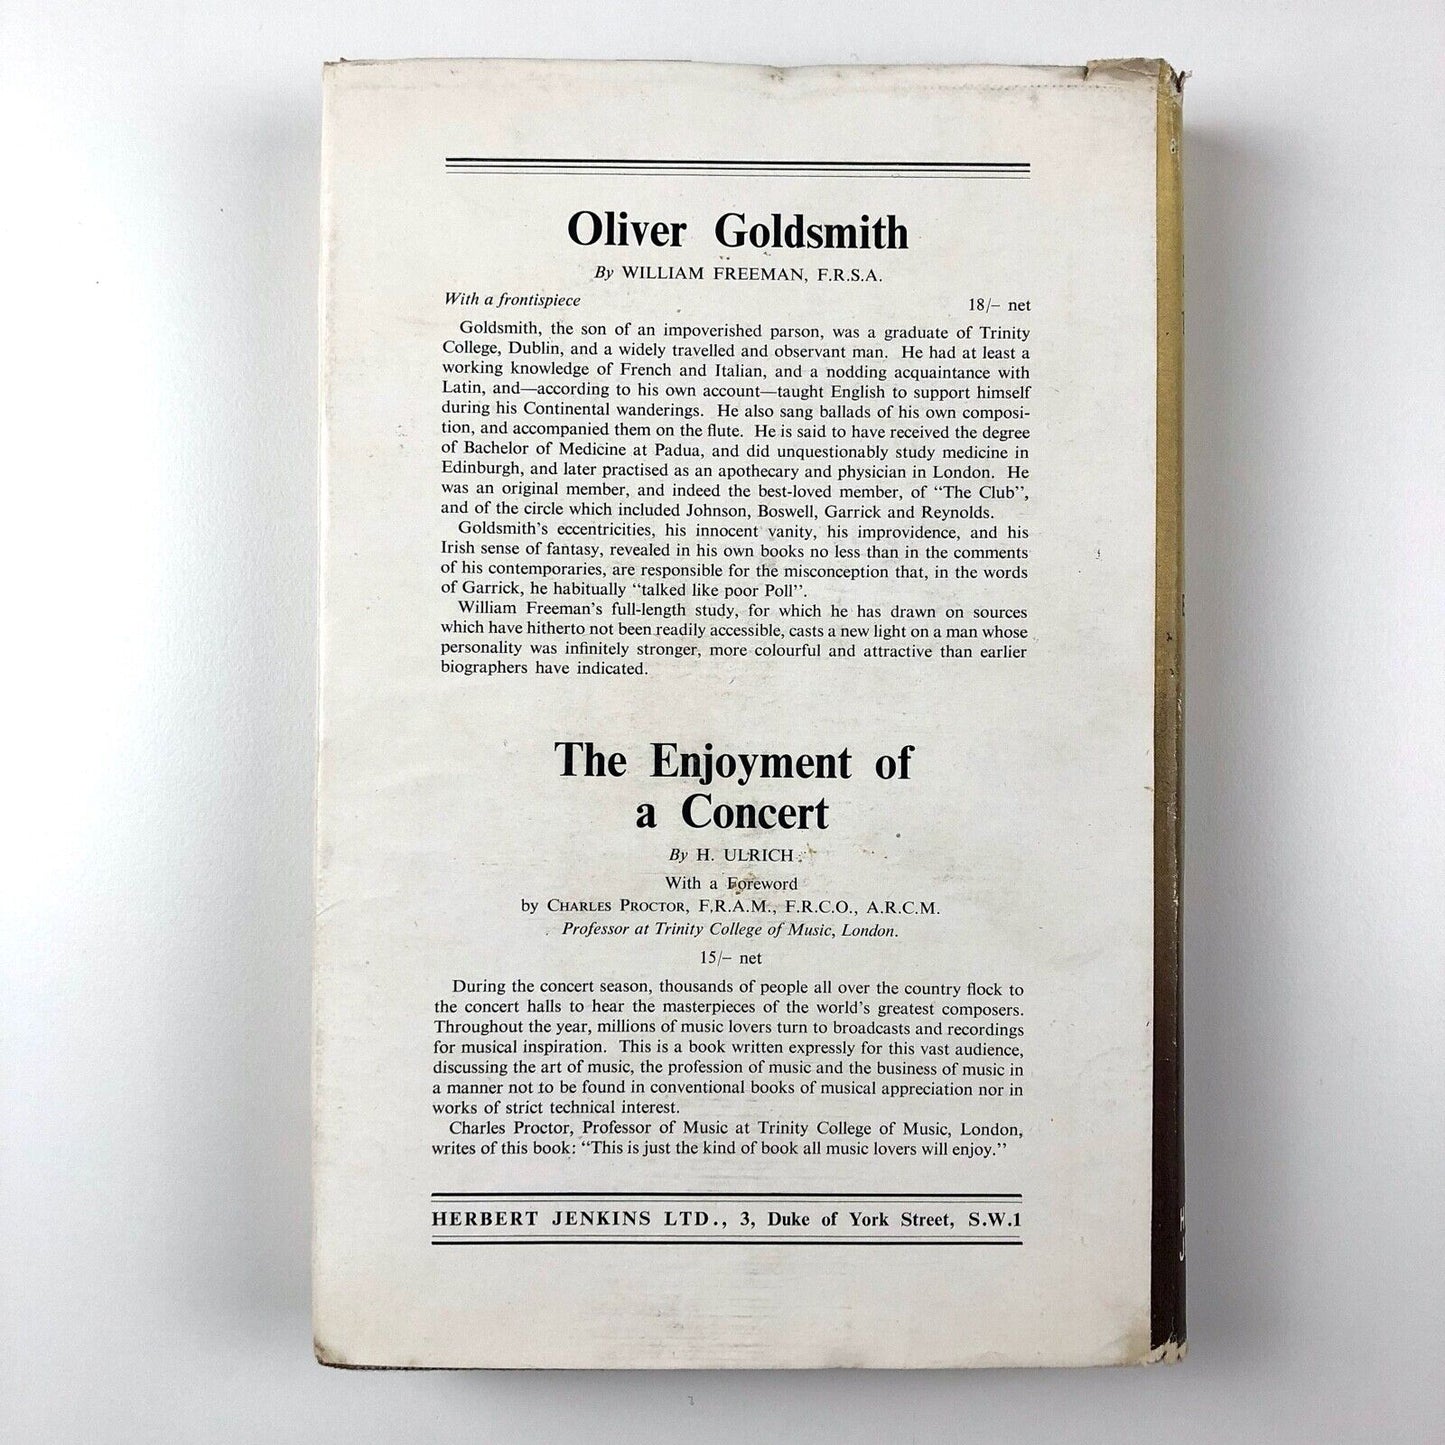 Oliver Goldsmith
By WILLIAM FREEMAN, F.R.S.A.
With a frontispiece 18/– net
Goldsmith, the son of an impoverished parson, was a graduate of Trinity
College, Dublin, and a widely travelled and observant man. He had at least a
working knowledge of French and Italian, and a nodding acquaintance with
Latin, and—according to his own account—taught English to support himself
during his Continental wanderings. He also sang ballads of his own composi-
tion, and accompanied them on the flute. He is said to have received the degree
of Bachelor of Medicine at Padua, and did unquestionably study medicine in
Edinburgh, and later practised as an apothecary and physician in London. He
was an original member, and indeed the best-loved member, of “The Club”,
and of the circle which included Johnson, Boswell, Garrick and Reynolds.
Goldsmith’s eccentricities, his innocent vanity, his improvidence, and his
Irish sense of fantasy, revealed in his own books no less than in the comments
of his contemporaries, are responsible for the misconception that, in the words
of Garrick, he habitually “talked like poor Poll”.
William Freeman’s full-length study, for which he has drawn on sources
which have hitherto not been readily accessible, casts a new light on a man whose
personality was infinitely stronger, more colourful and attractive than earlier
biographers have indicated.
The Enjoyment of
a Concert
By H. ULRICH
With a Foreword
by CHARLES PROCTOR, F.R.A.M., F.R.C.O., A.R.C.M.
Professor at Trinity College of Music, London.
15/– net
During the concert season, thousands of people all over the country flock to
the concert halls to hear the masterpieces of the world’s greatest composers.
Throughout the year, millions of music lovers turn to broadcasts and recordings
for musical inspiration. This is a book written expressly for this vast audience,
discussing the art of music, the profession of music and the business of music in
a manner not to be found in conventional books of musical appreciation nor in
works of strict technical interest.
Charles Proctor, Professor of Music at Trinity College of Music, London,
writes of this book: “This is just the kind of book all music lovers will enjoy.”
HERBERT JENKINS LTD., 3, Duke of York Street, S.W.1